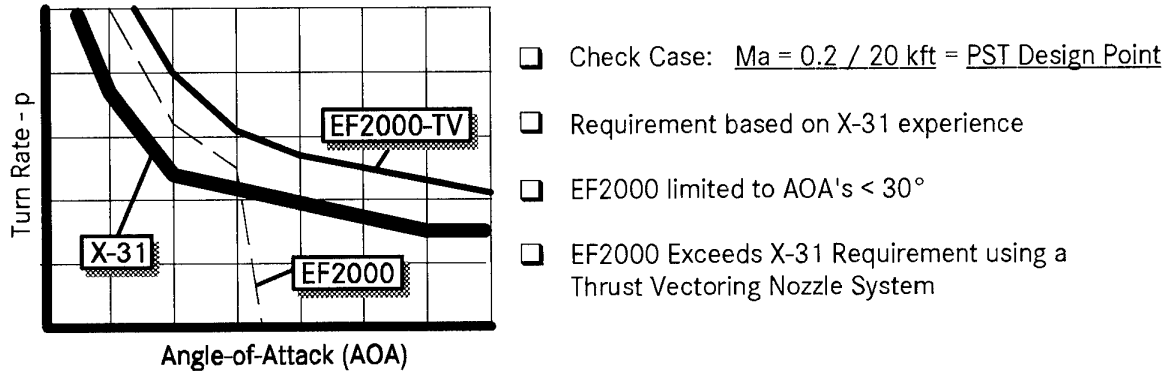 Turn Rate - p
EF2000-TV
X-31
EF2000
Angle-of-Attack (AOA)
❑ Check Case: Ma = 0.2 / 20 kft = PST Design Point
❑ Requirement based on X-31 experience
❑ EF2000 limited to AOA's < 30°
❑ EF2000 Exceeds X-31 Requirement using a
Thrust Vectoring Nozzle System